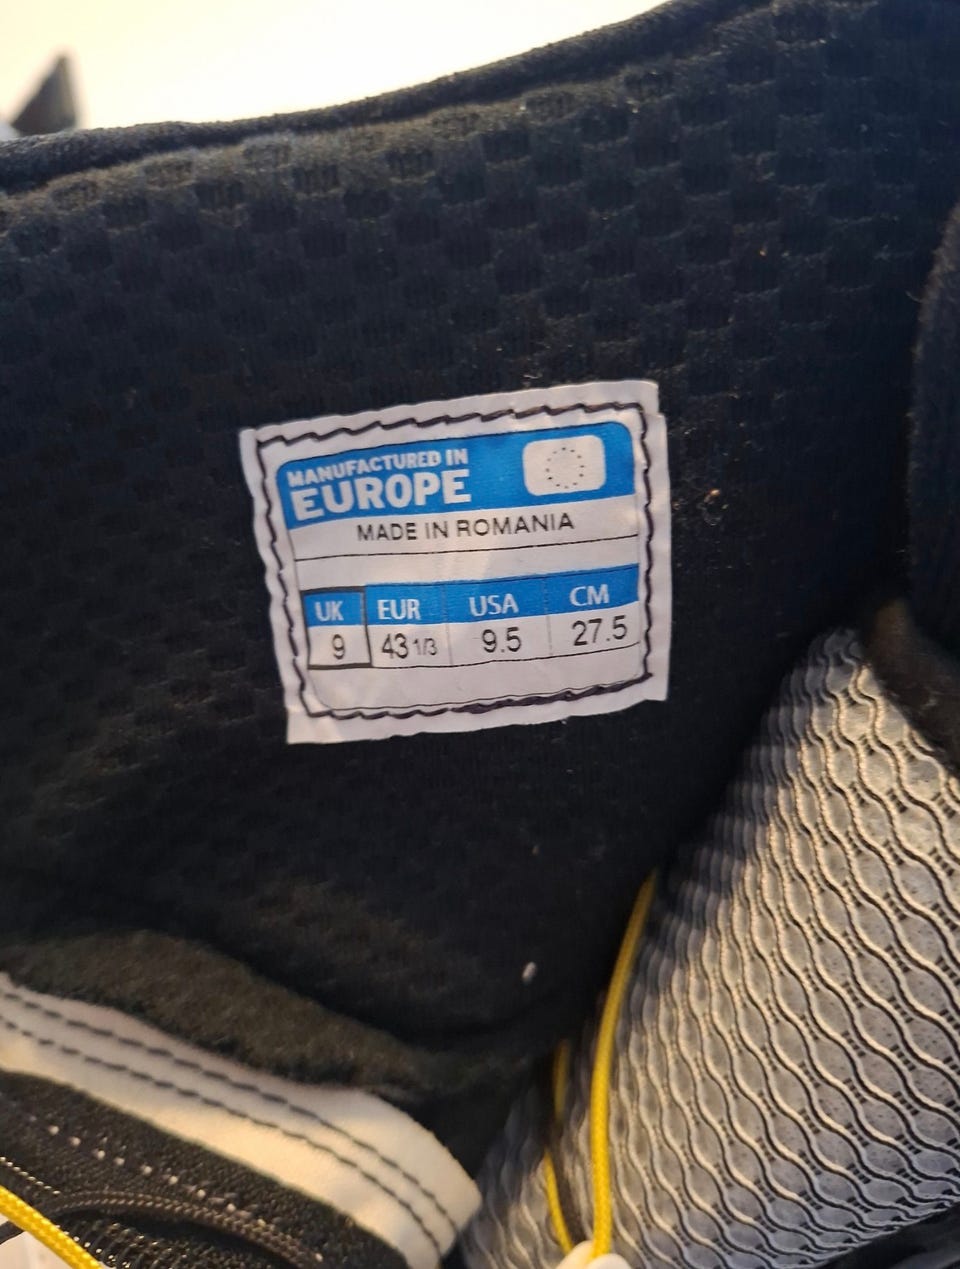 MANUFACTURED IN
EUROPE
MADE IN ROMANIA
UK EUR USA CM
9 43 1/3 9.5 27.5